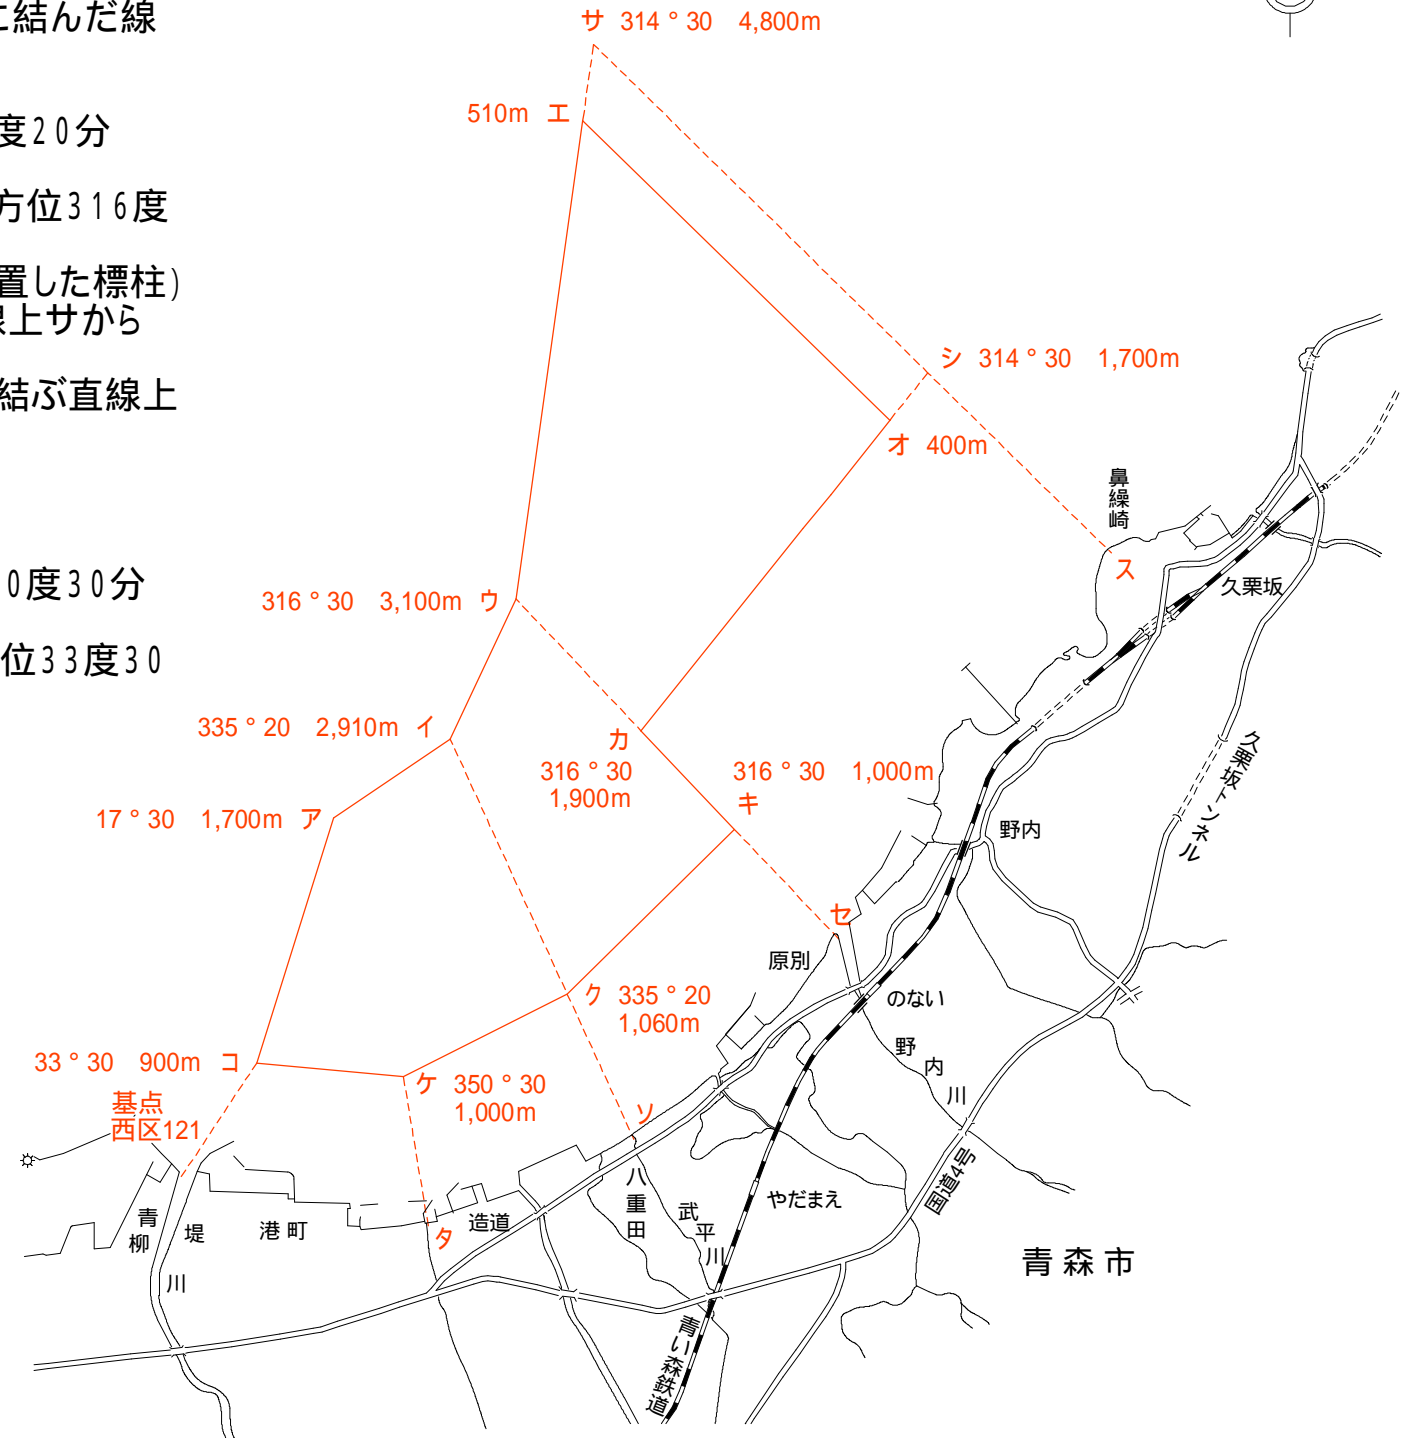 に結んだ線
度20分
方位316度
置した標柱)
線上サから
結ぶ直線上
0度30分
位33度30
サ 314°30 4,800m
510m エ
シ 314°30 1,700m
オ 400m
鼻繰崎
ス
久栗坂
316°30 3,100m ウ
335°20 2,910m イ
カ
316°30
1,900m
316°30 1,000m
キ
久栗坂トンネル
17°30 1,700m ア
野内
セ
原別
のない
ク 335°20
1,060m
野内川
33°30 900m コ
ケ 350°30
1,000m
基点
西区121
ソ
国道4号
八重田
武平川
やだまえ
青柳
堤川
港町
造道
タ
青森市
青い森鉄道